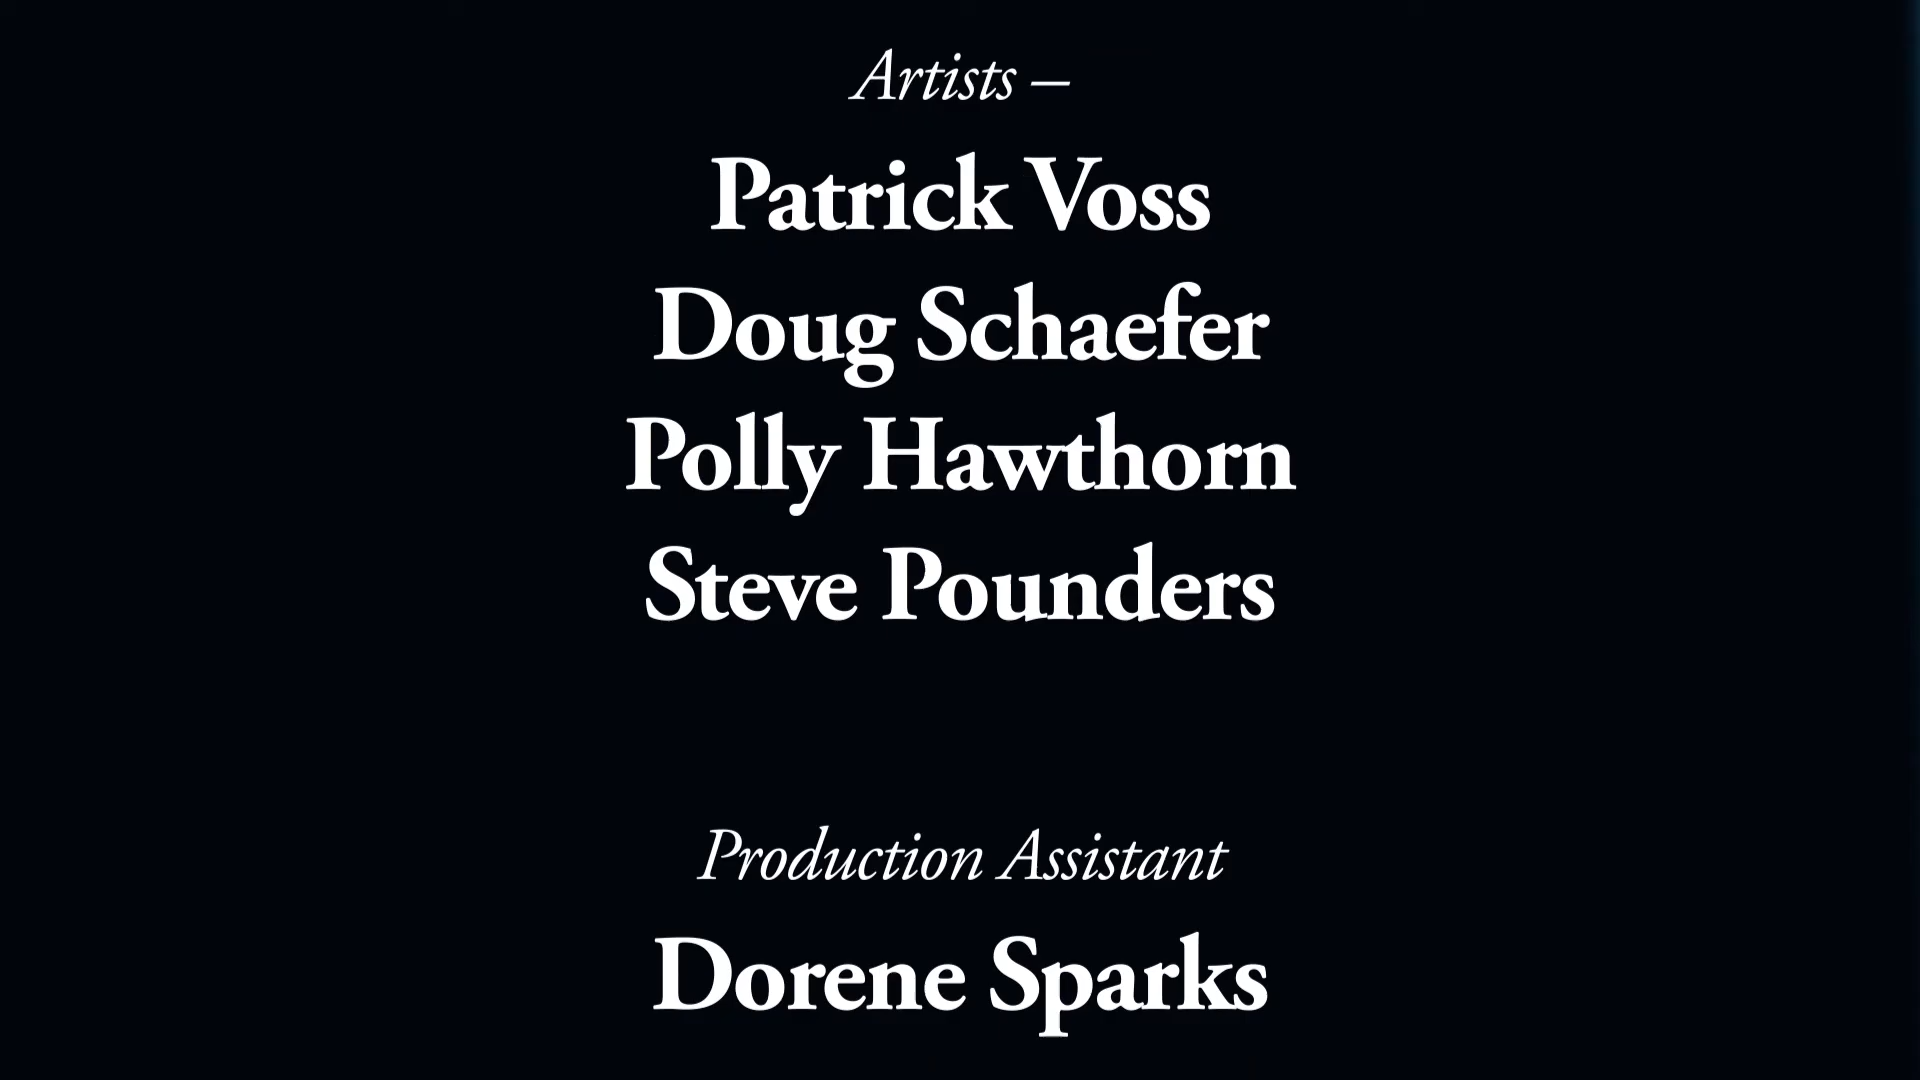 Artists –
Patrick Voss
Doug Schaefer
Polly Hawthorn
Steve Pounders
Production Assistant
Dorene Sparks